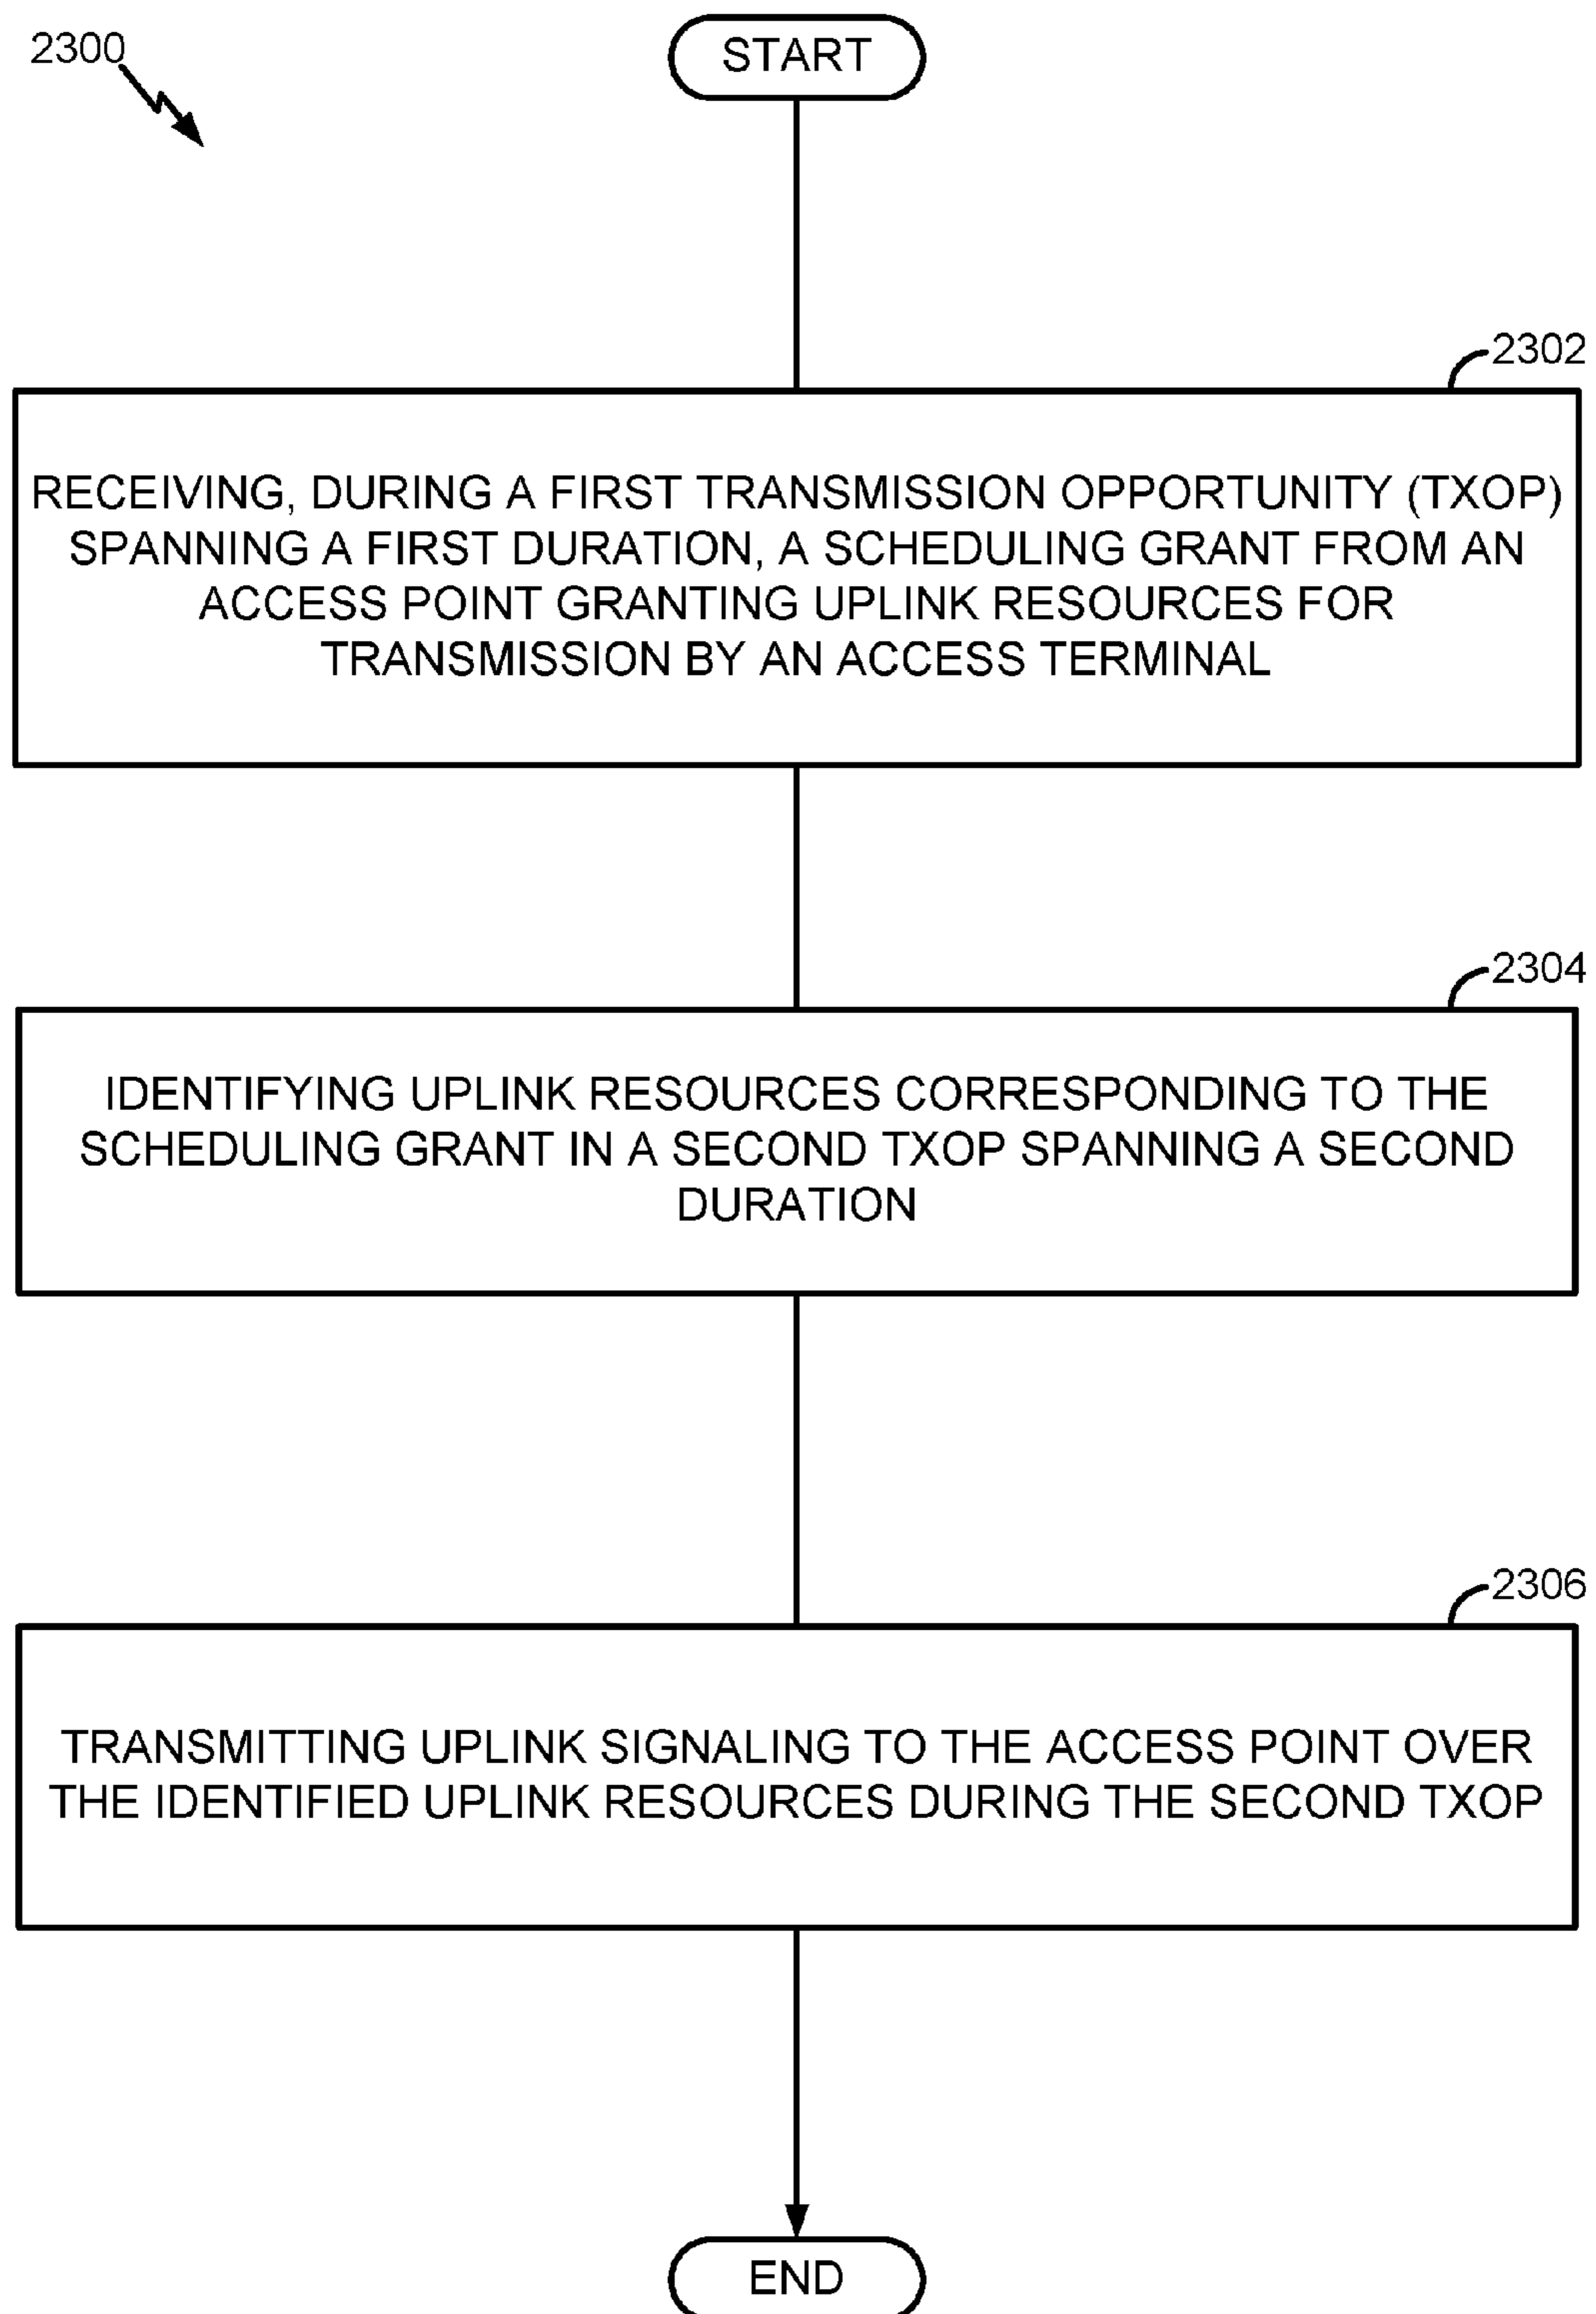 2300
START
2302
RECEIVING, DURING A FIRST TRANSMISSION OPPORTUNITY (TXOP)
SPANNING A FIRST DURATION, A SCHEDULING GRANT FROM AN
ACCESS POINT GRANTING UPLINK RESOURCES FOR
TRANSMISSION BY AN ACCESS TERMINAL
2304
IDENTIFYING UPLINK RESOURCES CORRESPONDING TO THE
SCHEDULING GRANT IN A SECOND TXOP SPANNING A SECOND
DURATION
2306
TRANSMITTING UPLINK SIGNALING TO THE ACCESS POINT OVER
THE IDENTIFIED UPLINK RESOURCES DURING THE SECOND TXOP
END